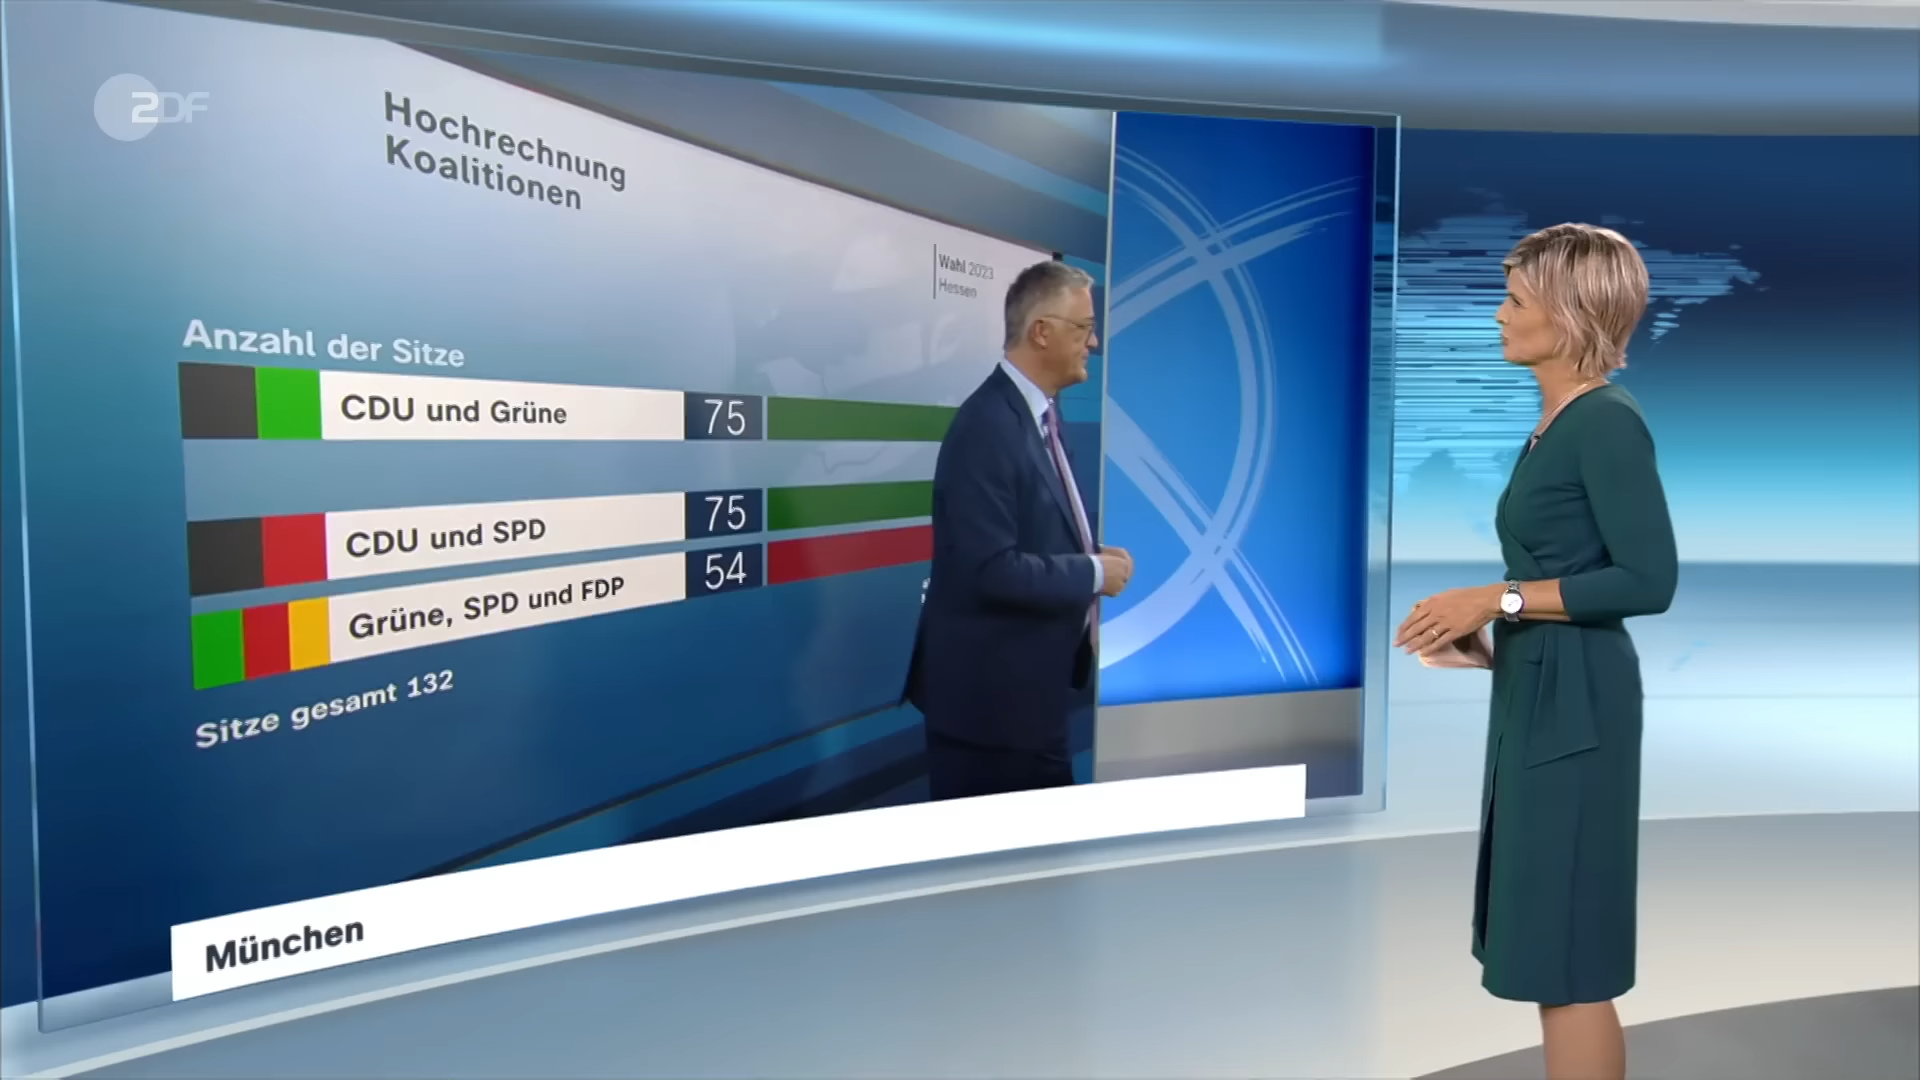 ZDF
Hochrechnung
Koalitionen
Wahl 2023
Hessen
Anzahl der Sitze
CDU und Grüne 75
CDU und SPD 75
Grüne, SPD und FDP 54
Sitze gesamt 132
München